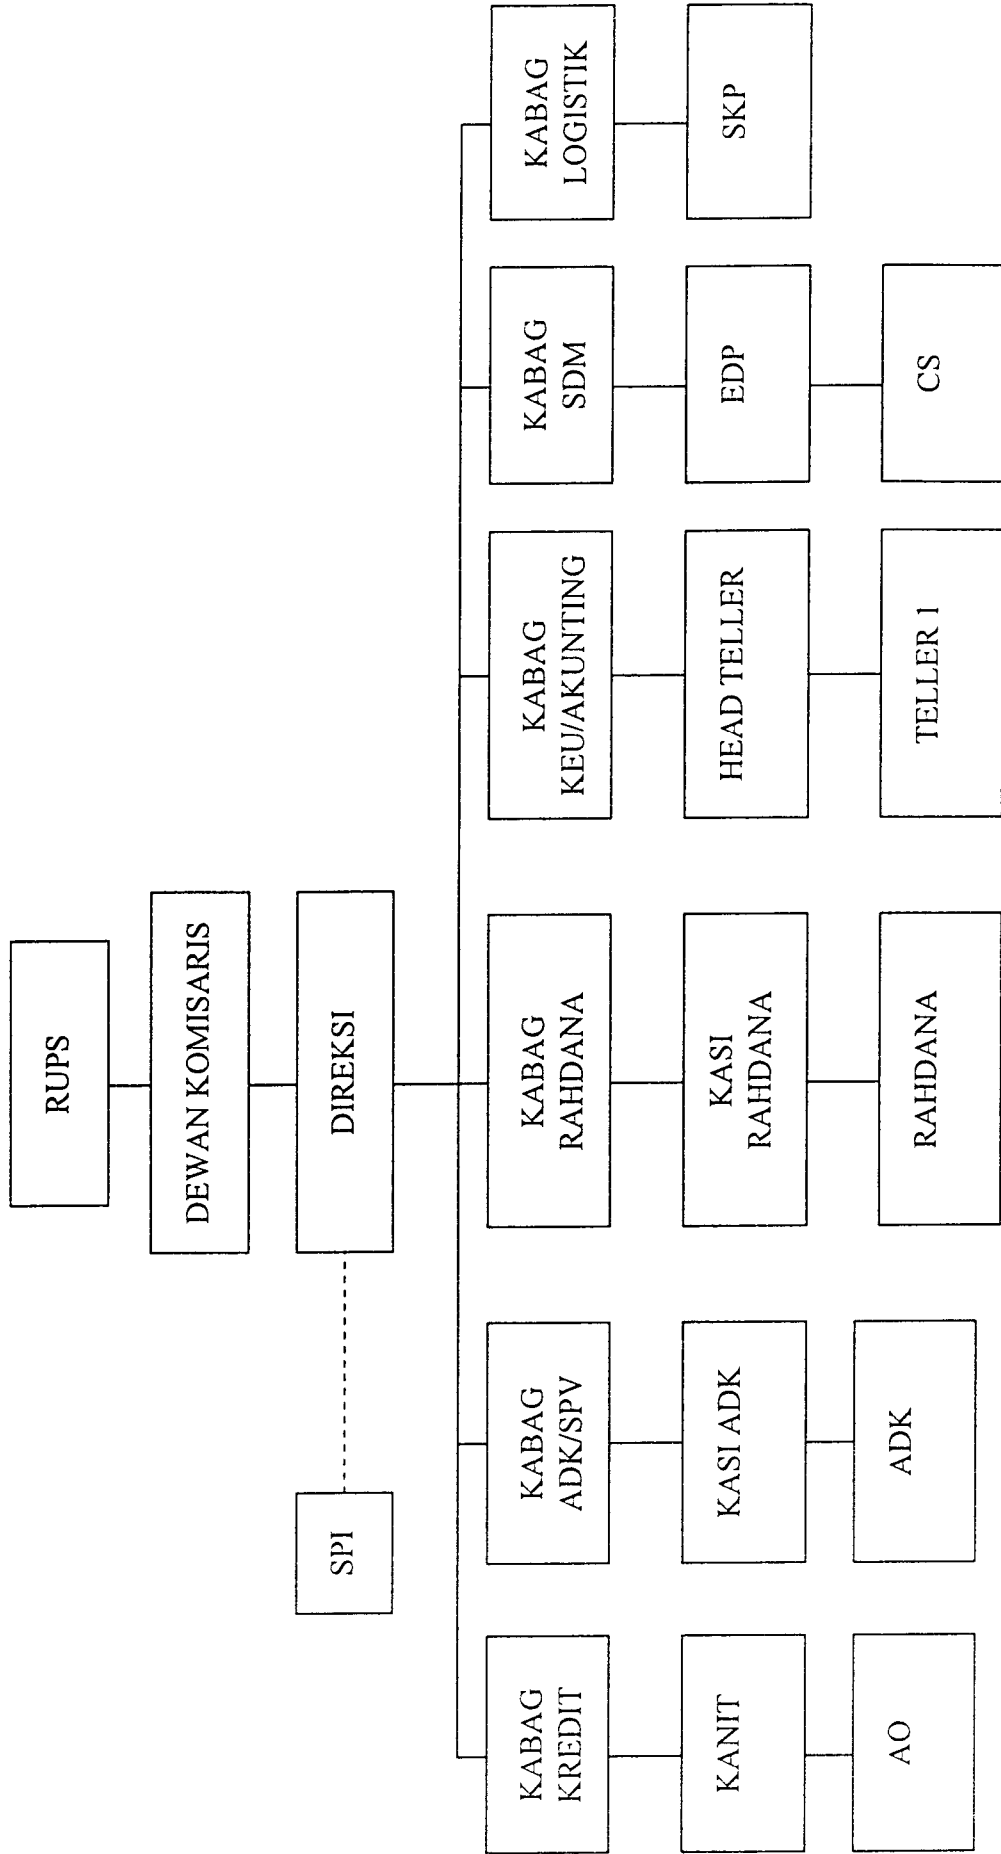 RUPS
DEWAN KOMISARIS
SPI
DIREKSI
KABAG
KREDIT
KABAG
ADK/SPV
KABAG
RAHDANA
KABAG
KEU/AKUNTING
KABAG
SDM
KABAG
LOGISTIK
KANIT
KASI ADK
KASI
RAHDANA
HEAD TELLER
EDP
SKP
AO
ADK
RAHDANA
TELLER 1
CS